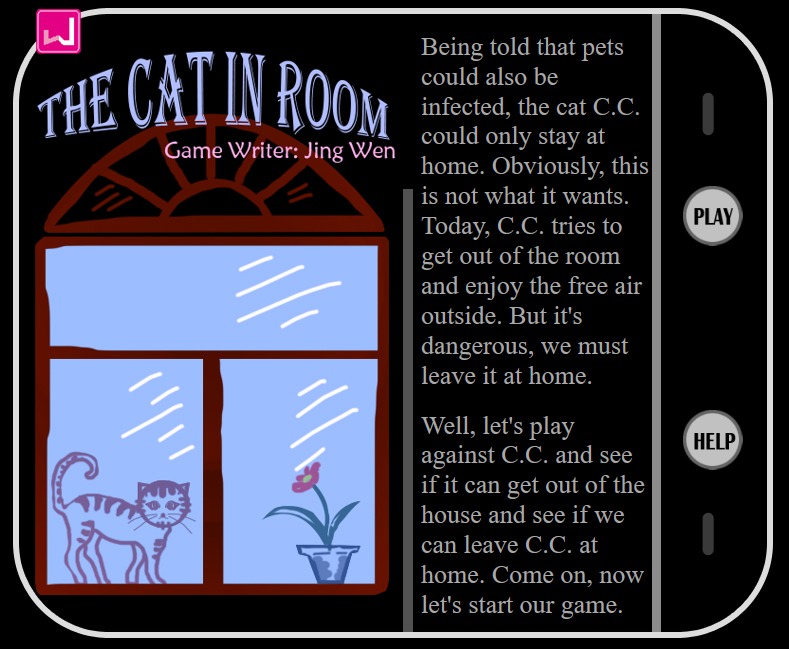 THE CAT IN ROOM
Game Writer: Jing Wen
Being told that pets
could also be
infected, the cat C.C.
could only stay at
home. Obviously, this
is not what it wants.
Today, C.C. tries to
get out of the room
and enjoy the free air
outside. But it's
dangerous, we must
leave it at home.
Well, let's play
against C.C. and see
if it can get out of the
house and see if we
can leave C.C. at
home. Come on, now
let's start our game.
PLAY
HELP